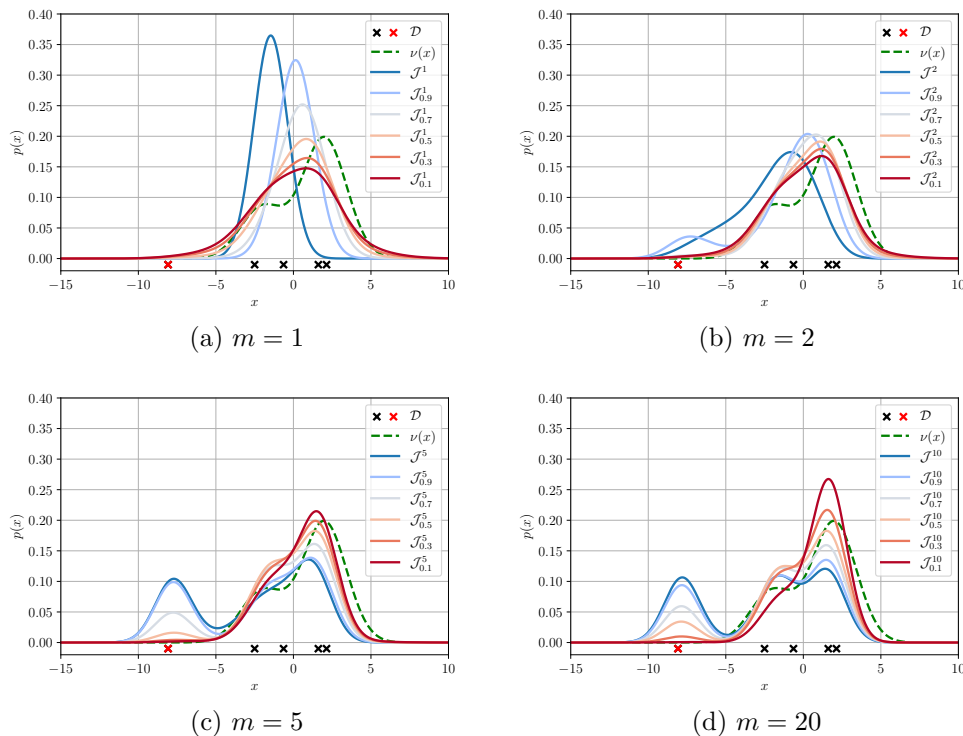 0.40
0.35
0.30
0.25
0.20
0.15
0.10
0.05
0.00
p(x)
−15 −10 −5 0 5 10
x
𝒟
ν(x)
𝒥¹
𝒥¹₀.₉
𝒥¹₀.₇
𝒥¹₀.₅
𝒥¹₀.₃
𝒥¹₀.₁
(a) m = 1
0.40
0.35
0.30
0.25
0.20
0.15
0.10
0.05
0.00
p(x)
−15 −10 −5 0 5 10
x
𝒟
ν(x)
𝒥²
𝒥²₀.₉
𝒥²₀.₇
𝒥²₀.₅
𝒥²₀.₃
𝒥²₀.₁
(b) m = 2
0.40
0.35
0.30
0.25
0.20
0.15
0.10
0.05
0.00
p(x)
−15 −10 −5 0 5 10
x
𝒟
ν(x)
𝒥⁵
𝒥⁵₀.₉
𝒥⁵₀.₇
𝒥⁵₀.₅
𝒥⁵₀.₃
𝒥⁵₀.₁
(c) m = 5
0.40
0.35
0.30
0.25
0.20
0.15
0.10
0.05
0.00
p(x)
−15 −10 −5 0 5 10
x
𝒟
ν(x)
𝒥¹⁰
𝒥¹⁰₀.₉
𝒥¹⁰₀.₇
𝒥¹⁰₀.₅
𝒥¹⁰₀.₃
𝒥¹⁰₀.₁
(d) m = 20